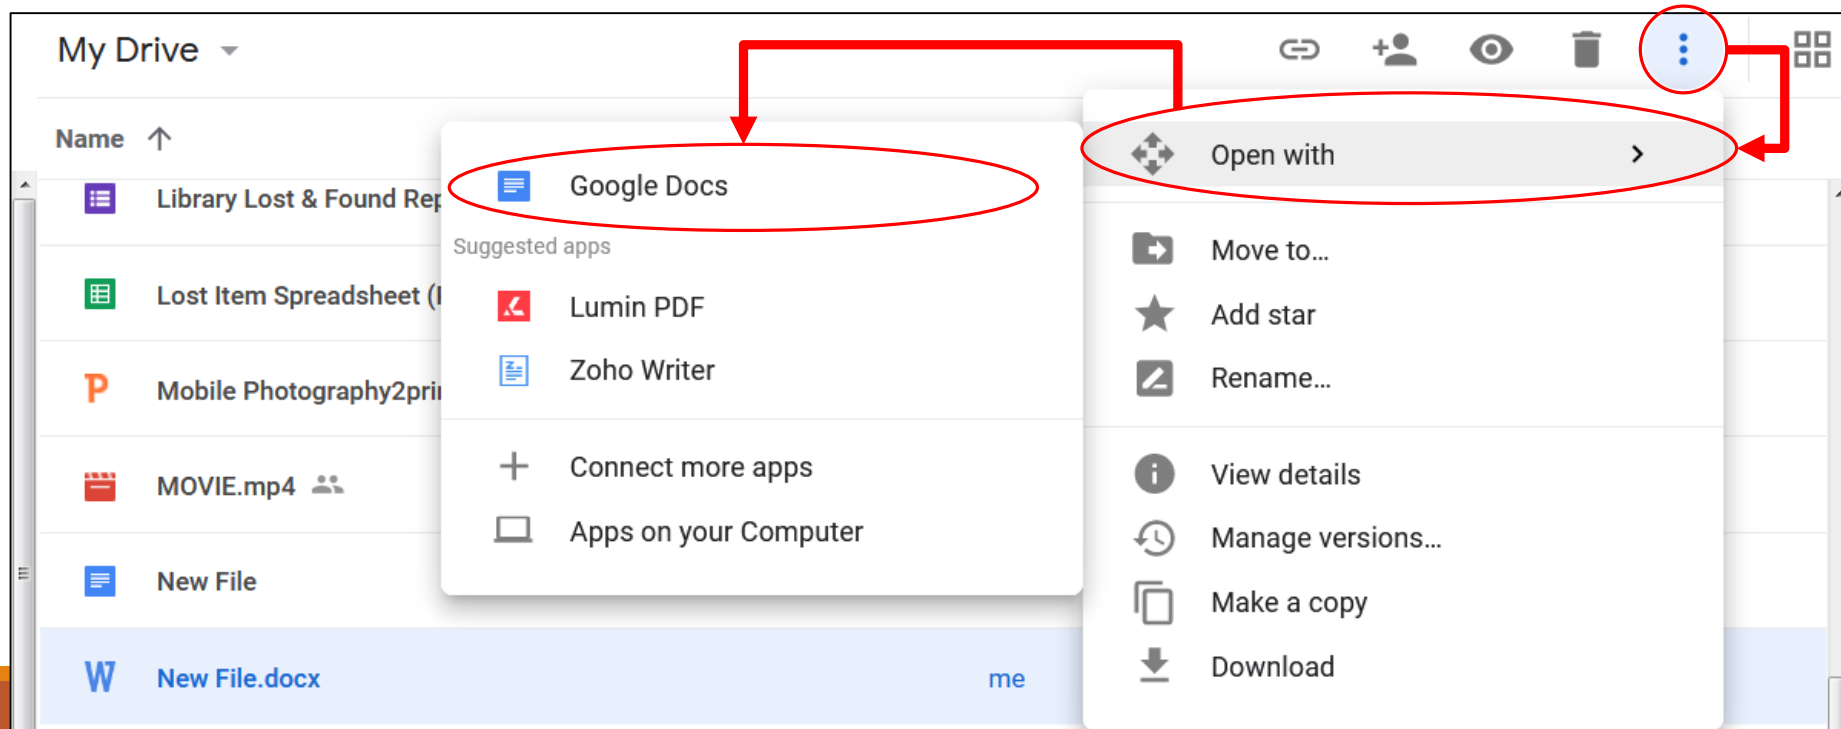 My Drive
Name
Library Lost & Found Rep
Lost Item Spreadsheet (
Mobile Photography2pri
MOVIE.mp4
New File
New File.docx
me
Google Docs
Suggested apps
Lumin PDF
Zoho Writer
Connect more apps
Apps on your Computer
Open with
Move to…
Add star
Rename…
View details
Manage versions…
Make a copy
Download